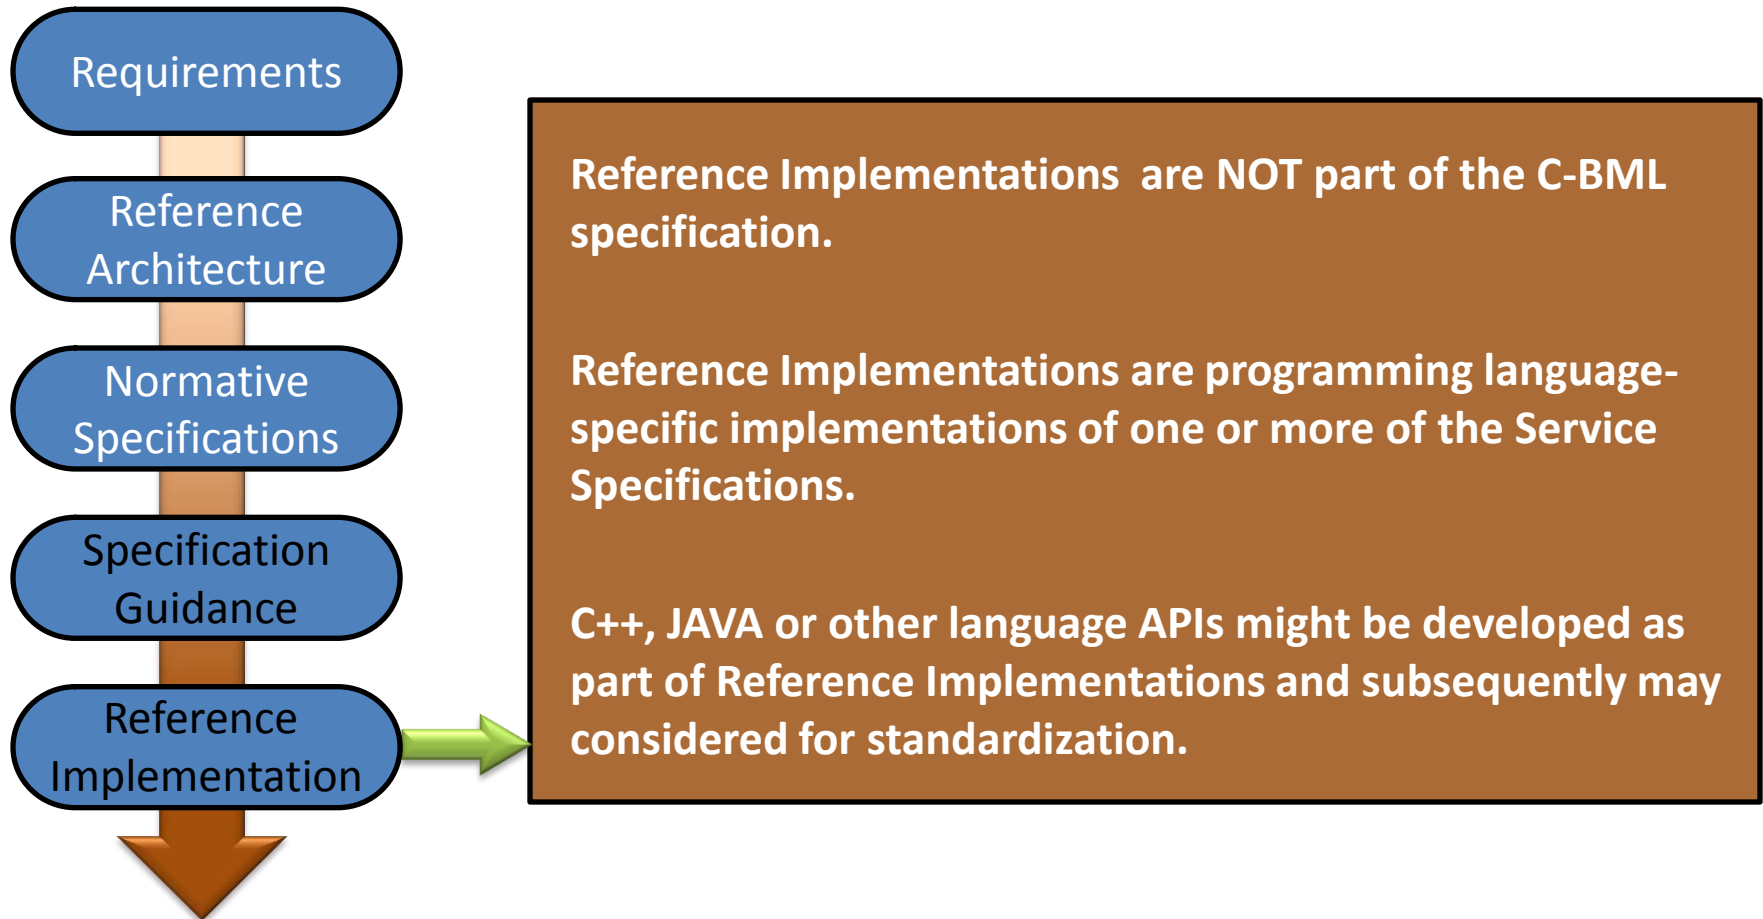 Requirements
Reference
Architecture
Normative
Specifications
Specification
Guidance
Reference
Implementation
Reference Implementations  are NOT part of the C-BML
specification.
Reference Implementations are programming language-
specific implementations of one or more of the Service
Specifications.
C++, JAVA or other language APIs might be developed as
part of Reference Implementations and subsequently may
considered for standardization.